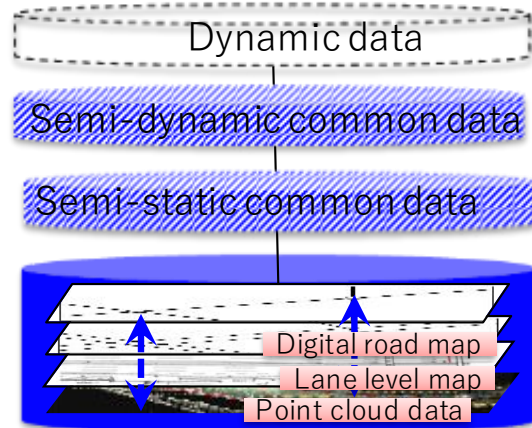 Dynamic data
Semi-dynamic common data
Semi-static common data
Digital road map
Lane level map
Point cloud data